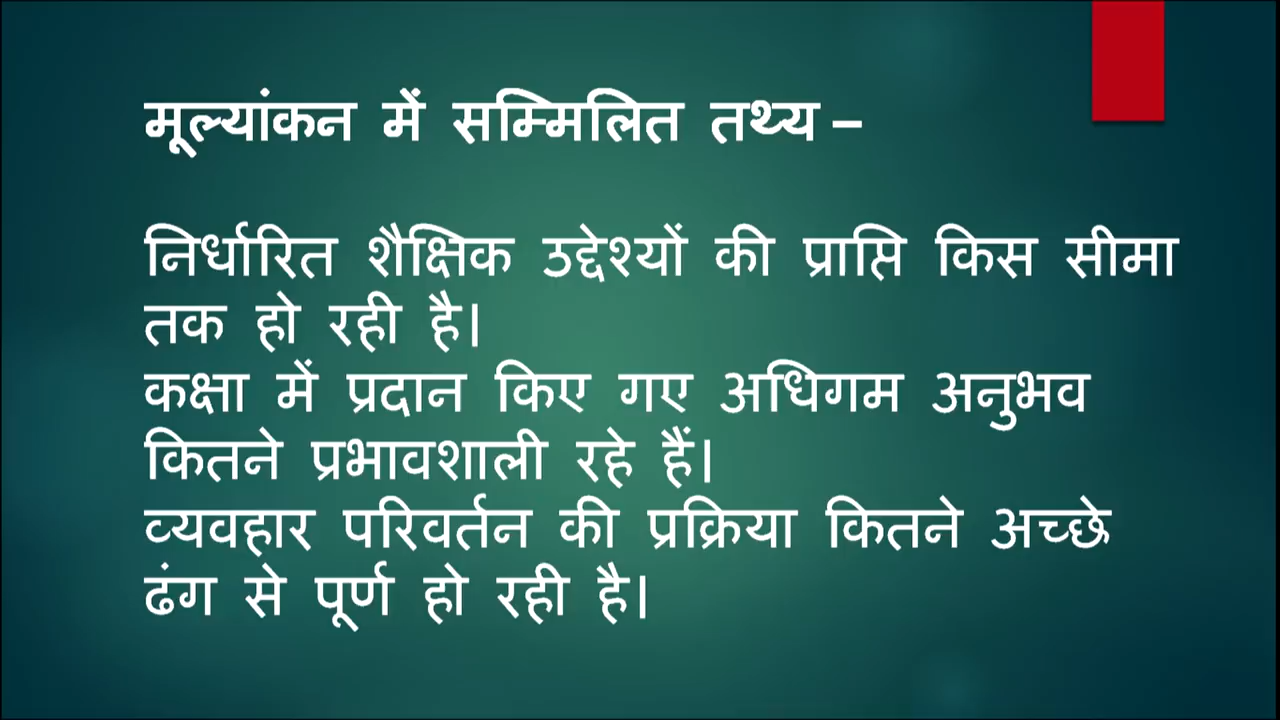 मूल्यांकन में सम्मिलित तथ्य –
निर्धारित शैक्षिक उद्देश्यों की प्राप्ति किस सीमा
तक हो रही है।
कक्षा में प्रदान किए गए अधिगम अनुभव
कितने प्रभावशाली रहे हैं।
व्यवहार परिवर्तन की प्रक्रिया कितने अच्छे
ढंग से पूर्ण हो रही है।